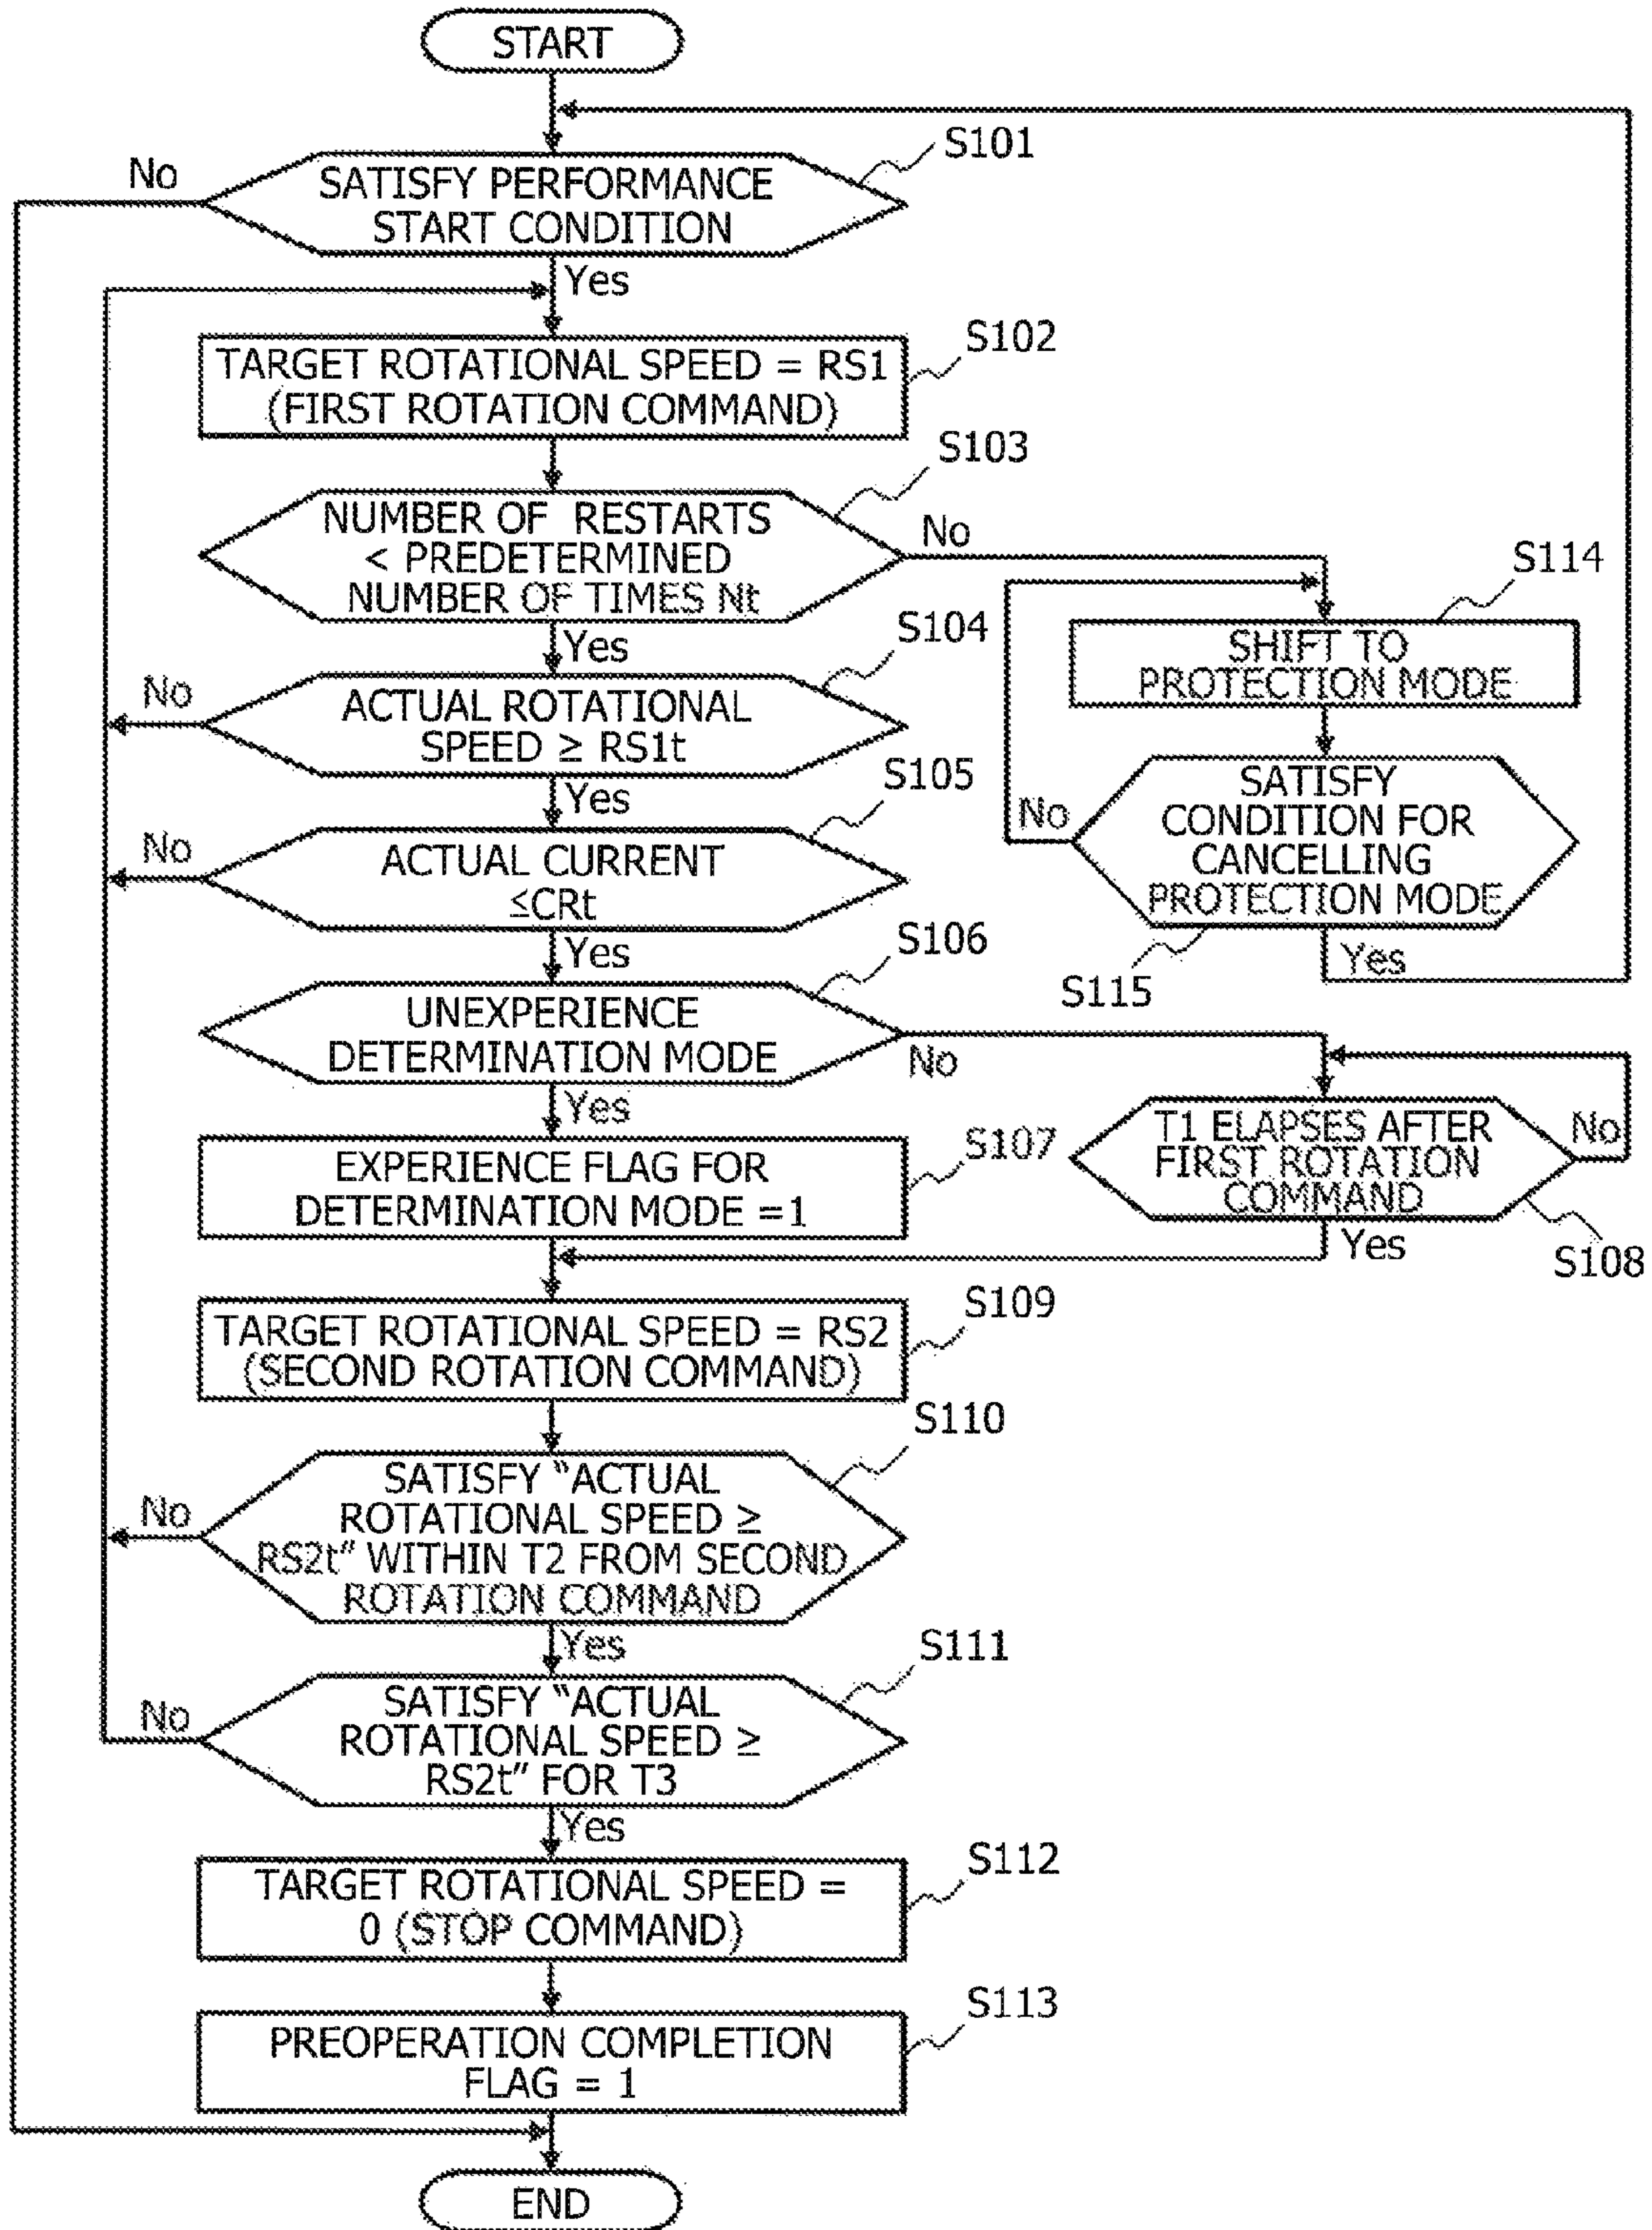 START
S101
No
SATISFY PERFORMANCE
START CONDITION
Yes
S102
TARGET ROTATIONAL SPEED = RS1
(FIRST ROTATION COMMAND)
S103
NUMBER OF RESTARTS
< PREDETERMINED
NUMBER OF TIMES Nt
No
S114
Yes
S104
SHIFT TO
PROTECTION MODE
No
ACTUAL ROTATIONAL
SPEED ≥ RS1t
S105
Yes
SATISFY
CONDITION FOR
CANCELLING
PROTECTION MODE
No
No
ACTUAL CURRENT
≤CRt
S106
Yes
Yes
S115
UNEXPERIENCE
DETERMINATION MODE
No
Yes
T1 ELAPSES AFTER
FIRST ROTATION
COMMAND
No
S107
EXPERIENCE FLAG FOR
DETERMINATION MODE =1
Yes
S108
S109
TARGET ROTATIONAL SPEED = RS2
(SECOND ROTATION COMMAND)
S110
No
SATISFY "ACTUAL
ROTATIONAL SPEED ≥
RS2t" WITHIN T2 FROM SECOND
ROTATION COMMAND
Yes
S111
No
SATISFY "ACTUAL
ROTATIONAL SPEED ≥
RS2t" FOR T3
Yes
S112
TARGET ROTATIONAL SPEED =
0 (STOP COMMAND)
S113
PREOPERATION COMPLETION
FLAG = 1
END